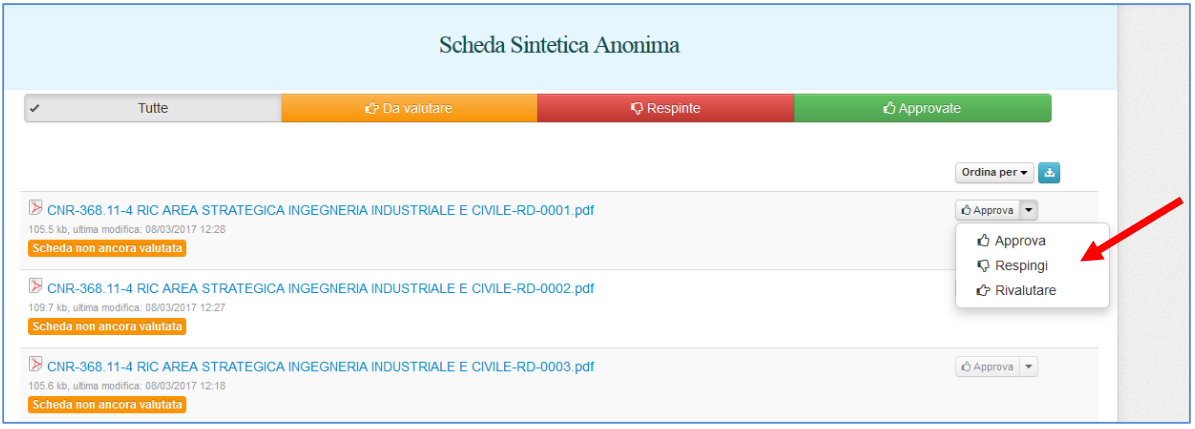 Scheda Sintetica Anonima
Tutte
Da valutare
Respinte
Approvate
Ordina per
CNR-368.11-4 RIC AREA STRATEGICA INGEGNERIA INDUSTRIALE E CIVILE-RD-0001.pdf
Approva
105.5 kb, ultima modifica: 08/03/2017 12:28
Scheda non ancora valutata
Approva
Respingi
Rivalutare
CNR-368.11-4 RIC AREA STRATEGICA INGEGNERIA INDUSTRIALE E CIVILE-RD-0002.pdf
109.7 kb, ultima modifica: 08/03/2017 12:27
Scheda non ancora valutata
CNR-368.11-4 RIC AREA STRATEGICA INGEGNERIA INDUSTRIALE E CIVILE-RD-0003.pdf
Approva
105.6 kb, ultima modifica: 08/03/2017 12:18
Scheda non ancora valutata